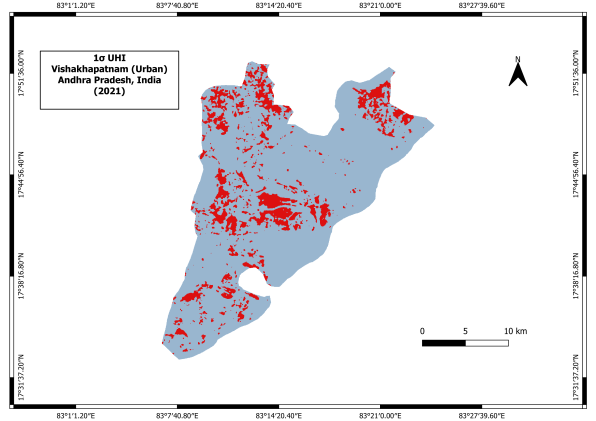 83°1'1.20"E 83°7'40.80"E 83°14'20.40"E 83°21'0.00"E 83°27'39.60"E
1σ UHI
Vishakhapatnam (Urban)
Andhra Pradesh, India
(2021)
N
17°51'36.00"N 17°51'36.00"N
17°44'56.40"N 17°44'56.40"N
17°38'16.80"N 17°38'16.80"N
0 5 10 km
17°31'37.20"N 17°31'37.20"N
83°1'1.20"E 83°7'40.80"E 83°14'20.40"E 83°21'0.00"E 83°27'39.60"E